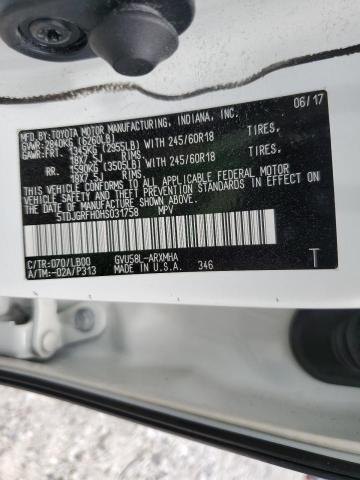 MFD.BY:TOYOTA MOTOR MANUFACTURING, INDIANA, INC. 06/17
GVWR: 2840KG (6260LB)
GAWR: FRT. 1345KG (2955LB) WITH 245/60R18 TIRES,
18X7.5J RIMS,
RR. 1590KG (3505LB) WITH 245/60R18 TIRES,
18X7.5J RIMS,
THIS VEHICLE CONFORMS TO ALL APPLICABLE FEDERAL MOTOR
VEHICLE SAFETY STANDARDS IN EFFECT ON THE DATE OF
MANUFACTURE SHOWN ABOVE.
5TDJGRFH0HS031758 MPV
C/TR:070/LB00 GVU58L-ARXMHA
A/TM:-02A/P313 MADE IN U.S.A. 346 T